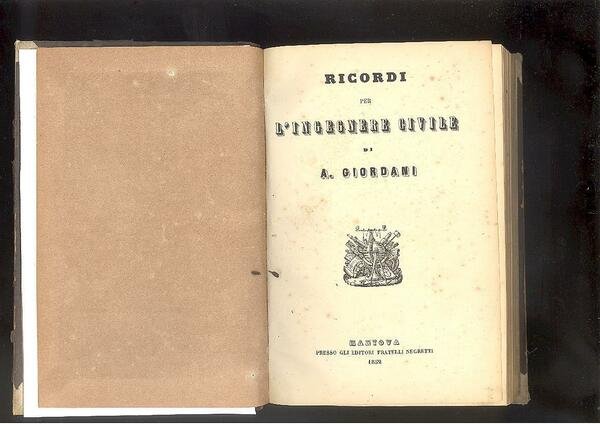 RICORDI
PER
L'INGEGNERE CIVILE
DI
A. GIORDANI
MANTOVA
PRESSO GLI EDITORI FRATELLI NEGRETTI